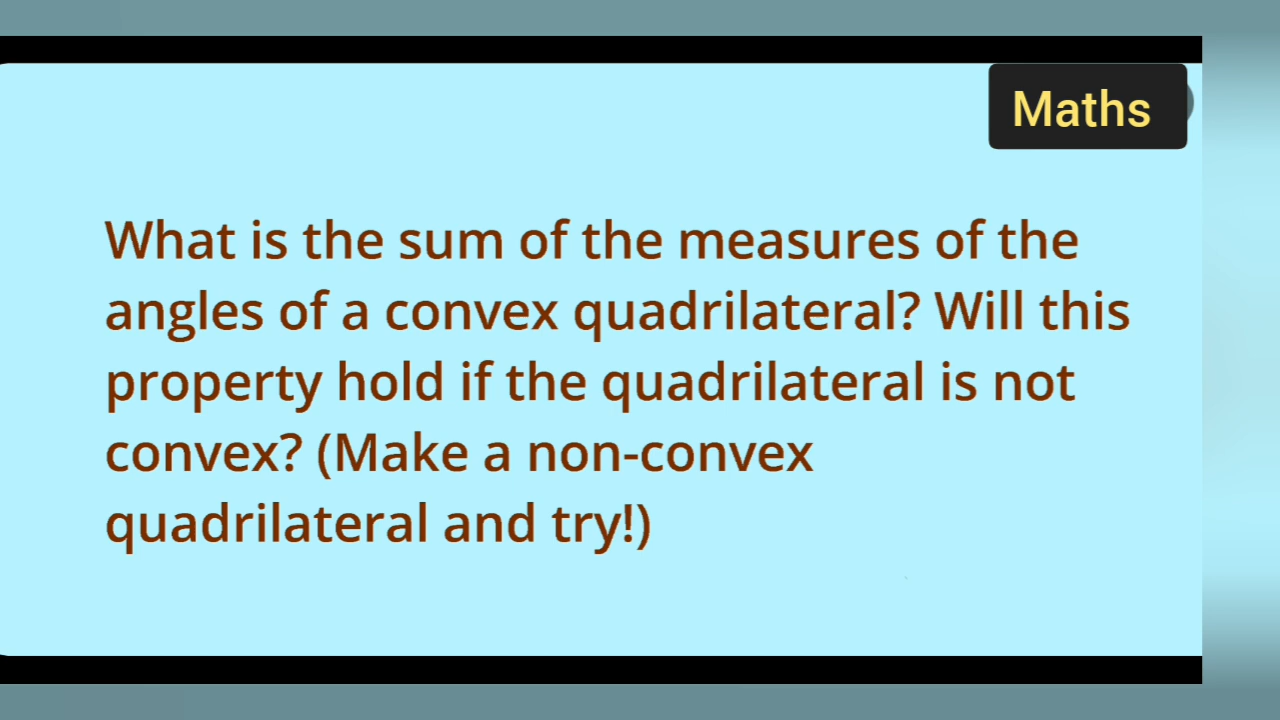 Maths
What is the sum of the measures of the
angles of a convex quadrilateral? Will this
property hold if the quadrilateral is not
convex? (Make a non-convex
quadrilateral and try!)